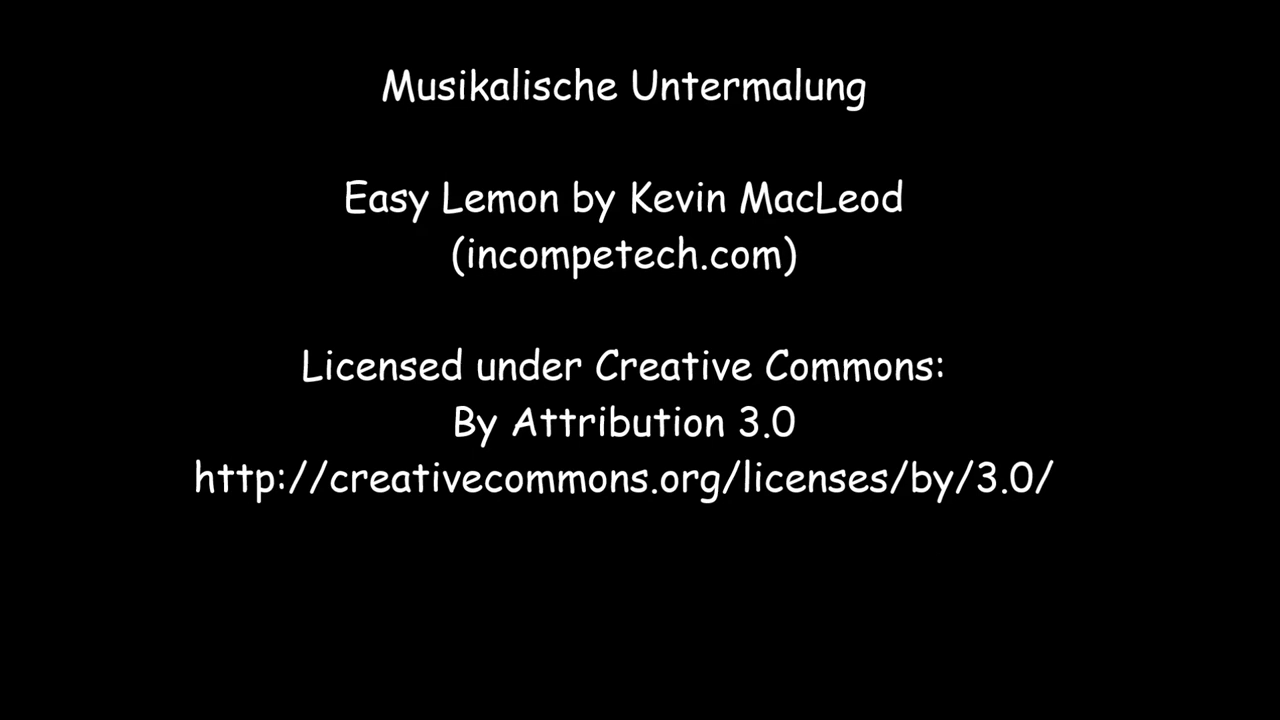 Musikalische Untermalung
Easy Lemon by Kevin MacLeod
(incompetech.com)
Licensed under Creative Commons:
By Attribution 3.0
http://creativecommons.org/licenses/by/3.0/